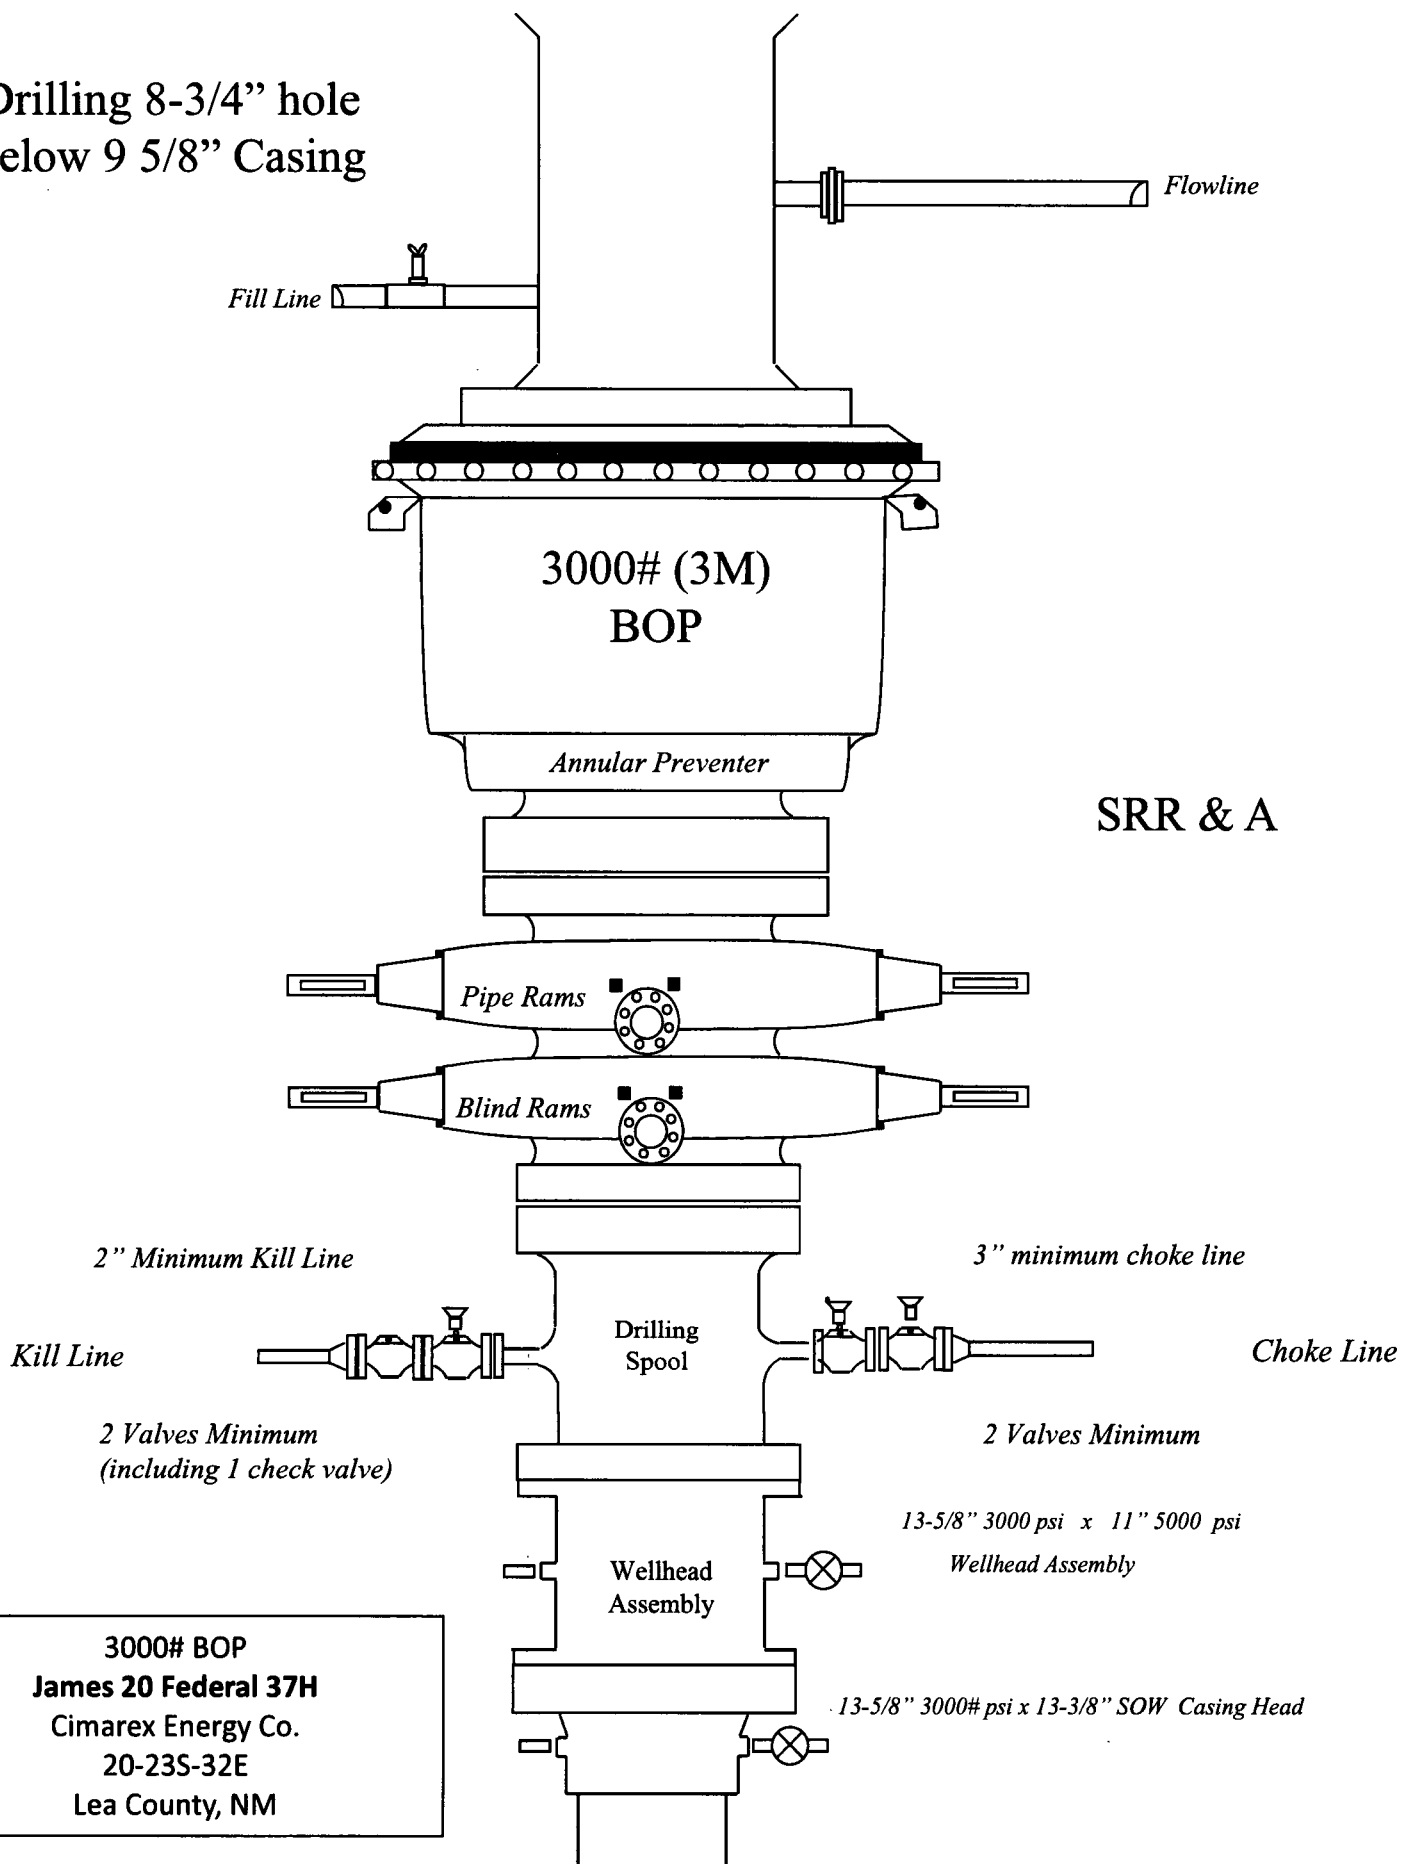 Drilling 8-3/4” hole
elow 9 5/8” Casing
Flowline
Fill Line
3000# (3M)
BOP
Annular Preventer
SRR & A
Pipe Rams
Blind Rams
2” Minimum Kill Line
3” minimum choke line
Drilling
Spool
Kill Line
Choke Line
2 Valves Minimum
(including 1 check valve)
2 Valves Minimum
13-5/8” 3000 psi x 11” 5000 psi
Wellhead Assembly
Wellhead
Assembly
3000# BOP
James 20 Federal 37H
Cimarex Energy Co.
20-23S-32E
Lea County, NM
13-5/8” 3000# psi x 13-3/8” SOW Casing Head